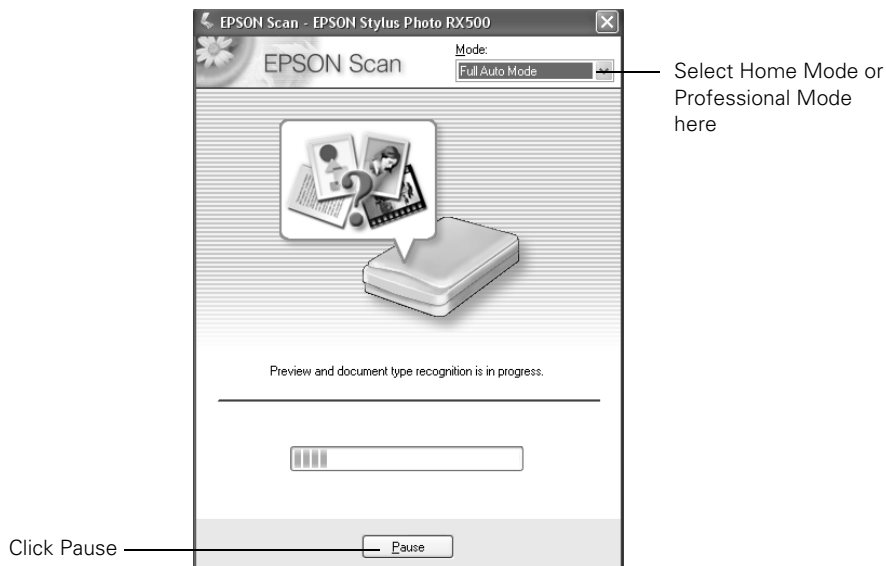 EPSON Scan - EPSON Stylus Photo RX500
EPSON Scan
Mode:
Full Auto Mode
Select Home Mode or
Professional Mode
here
Preview and document type recognition is in progress.
Click Pause
Pause